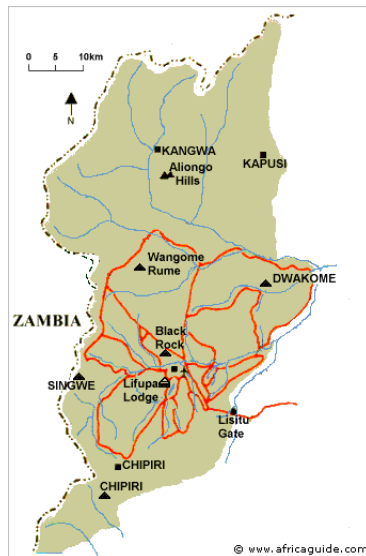 0 5 10km
N
KANGWA
Aliongo
Hills
KAPUSI
Wangome
Rume
DWAKOME
ZAMBIA
Black
Rock
SINGWE
Lifupa
Lodge
Lisitu
Gate
CHIPIRI
CHIPIRI
© www.africaguide.com